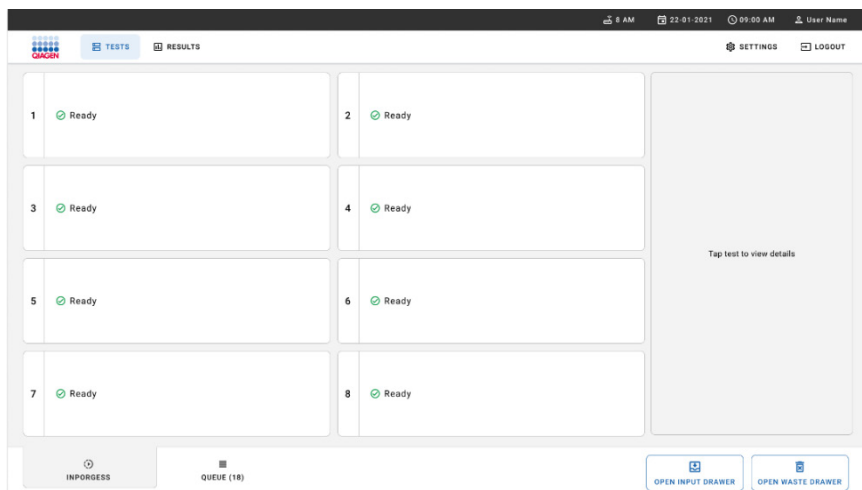 8 AM 22-01-2021 09:00 AM User Name
QIAGEN TESTS RESULTS SETTINGS LOGOUT
1 Ready 2 Ready
3 Ready 4 Ready
Tap test to view details
5 Ready 6 Ready
7 Ready 8 Ready
INPORGESS QUEUE (18) OPEN INPUT DRAWER OPEN WASTE DRAWER